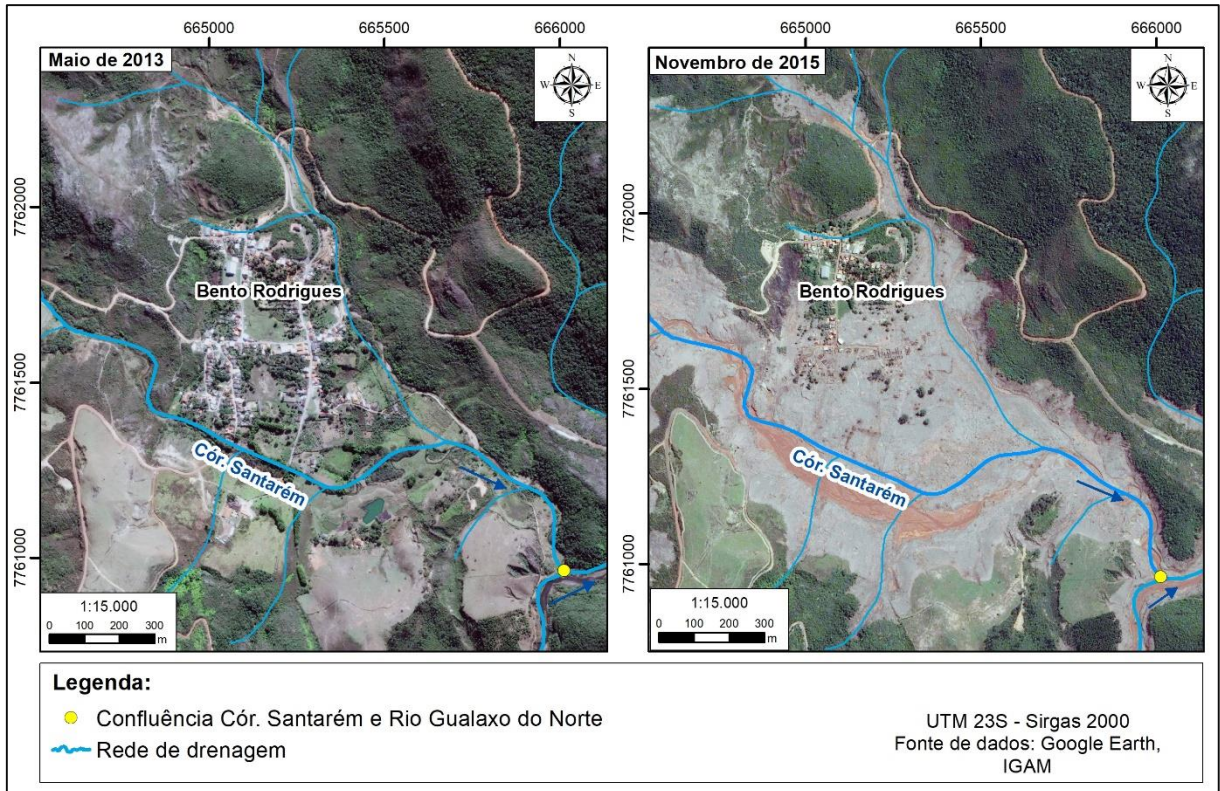 665000 665500 666000
665000 665500 666000
Maio de 2013
N
W E
S
Novembro de 2015
N
W E
S
7762000
7761500
7761000
7762000
7761500
7761000
Bento Rodrigues
Bento Rodrigues
Cór. Santarém
Cór. Santarém
1:15.000
0 100 200 300
m
1:15.000
0 100 200 300
m
Legenda:
Confluência Cór. Santarém e Rio Gualaxo do Norte
Rede de drenagem
UTM 23S - Sirgas 2000
Fonte de dados: Google Earth,
IGAM